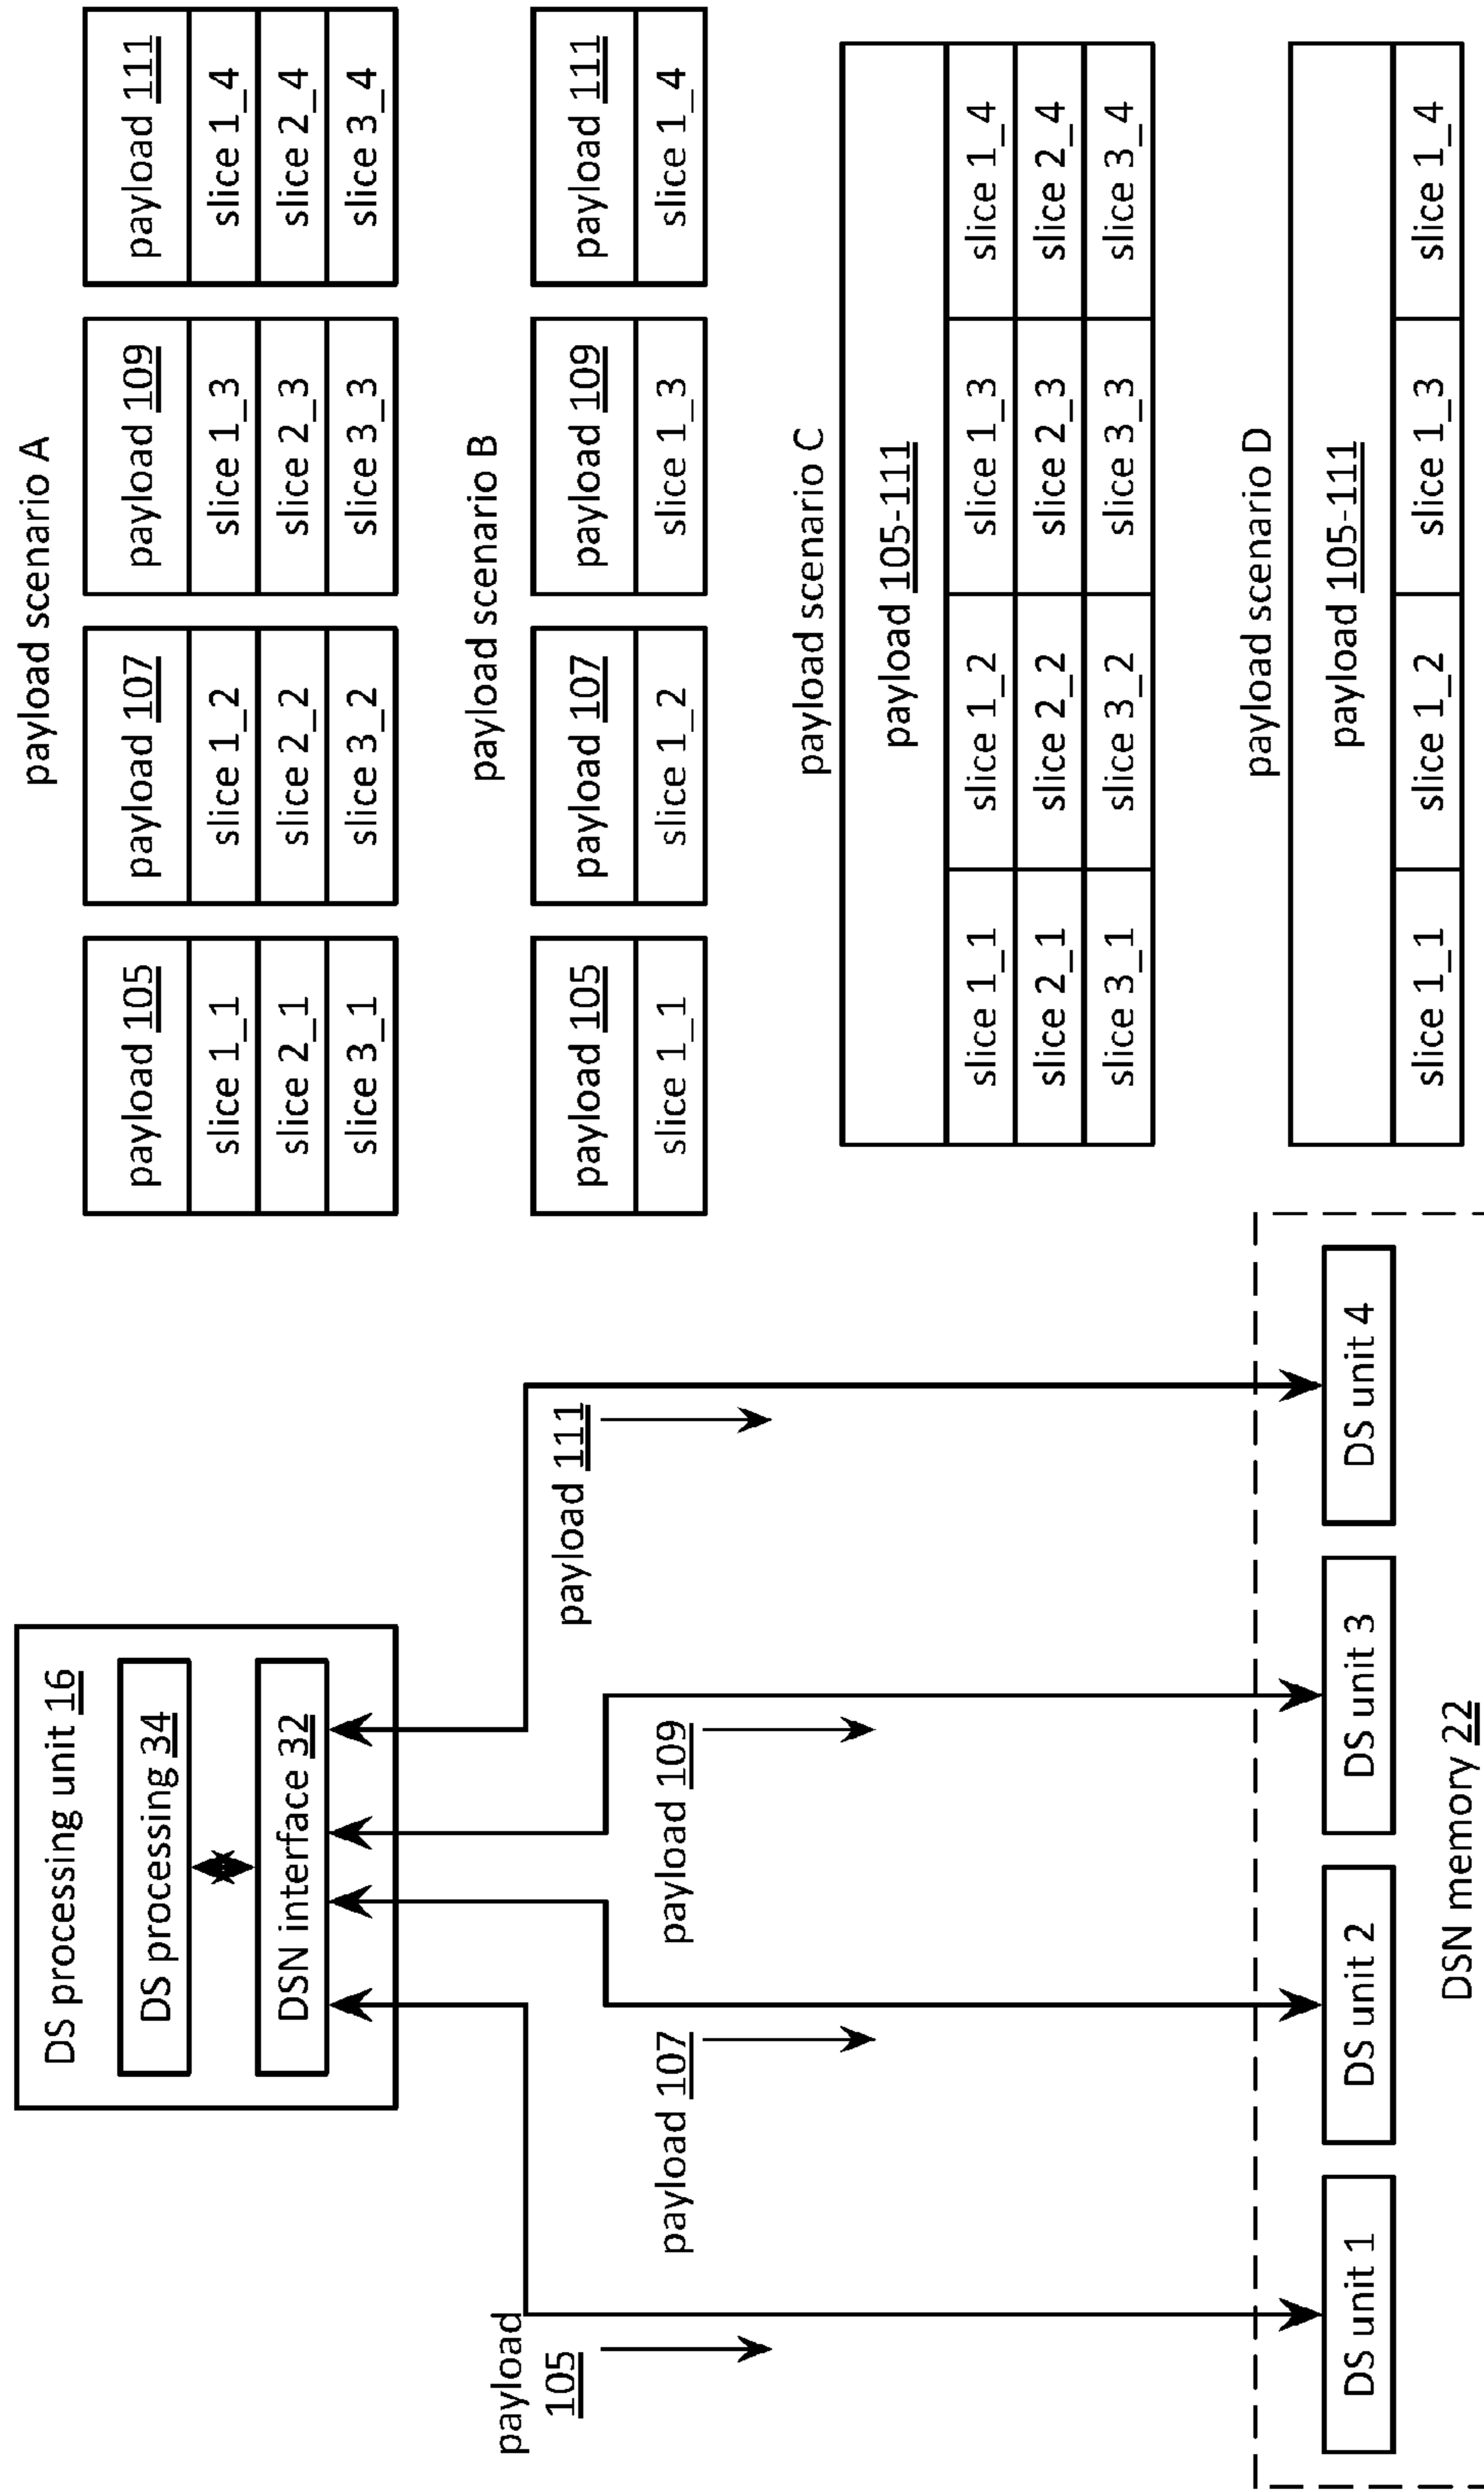 DS processing unit 16
DS processing 34
DSN interface 32
payload
105
payload 107
payload 109
payload 111
DS unit 1
DS unit 2
DS unit 3
DS unit 4
DSN memory 22
payload scenario A
payload 105
slice 1_1
slice 2_1
slice 3_1
payload 107
slice 1_2
slice 2_2
slice 3_2
payload 109
slice 1_3
slice 2_3
slice 3_3
payload 111
slice 1_4
slice 2_4
slice 3_4
payload scenario B
payload 105
slice 1_1
payload 107
slice 1_2
payload 109
slice 1_3
payload 111
slice 1_4
payload scenario C
payload 105-111
slice 1_1 slice 1_2 slice 1_3 slice 1_4
slice 2_1 slice 2_2 slice 2_3 slice 2_4
slice 3_1 slice 3_2 slice 3_3 slice 3_4
payload scenario D
payload 105-111
slice 1_1 slice 1_2 slice 1_3 slice 1_4